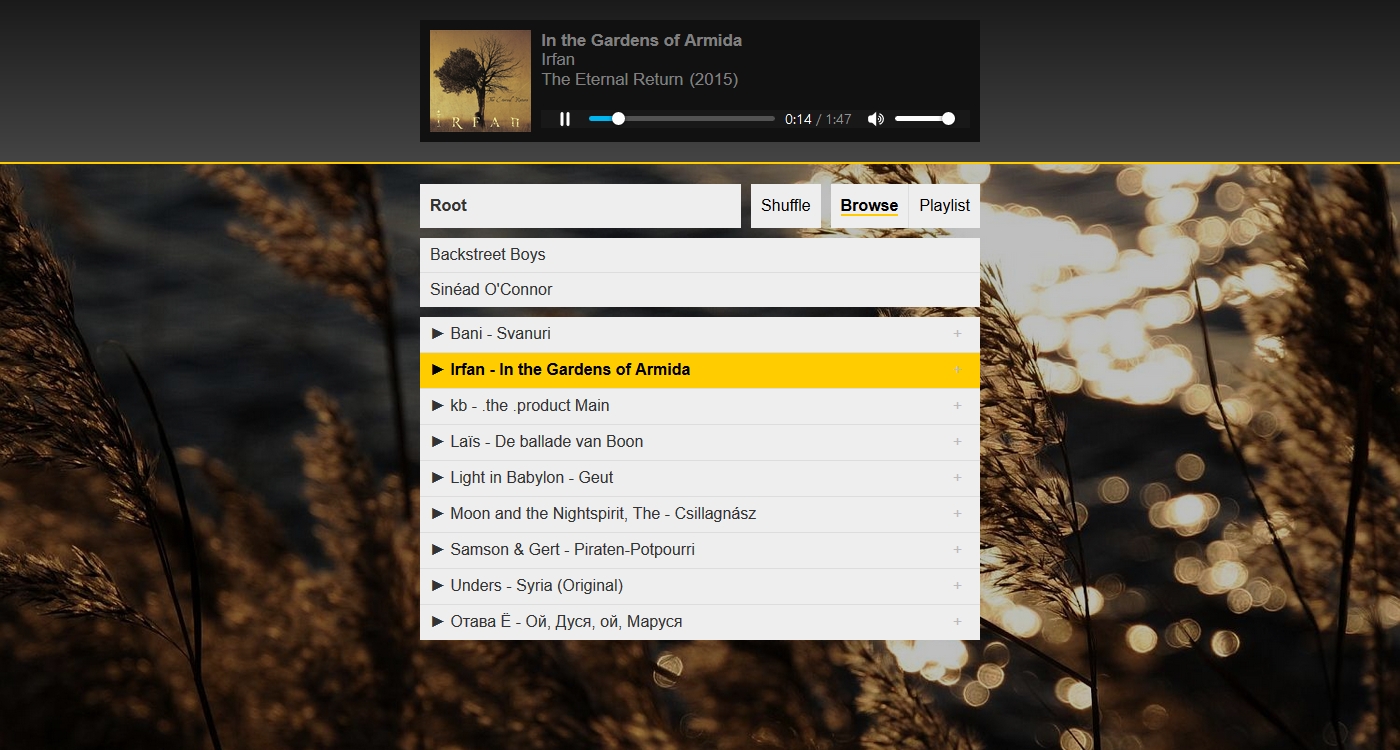 In the Gardens of Armida
Irfan
The Eternal Return (2015)
IRFAN
0:14 / 1:47
Root
Shuffle
Browse
Playlist
Backstreet Boys
Sinéad O'Connor
► Bani - Svanuri +
► Irfan - In the Gardens of Armida +
► kb - .the .product Main +
► Laïs - De ballade van Boon +
► Light in Babylon - Geut +
► Moon and the Nightspirit, The - Csillagnász +
► Samson & Gert - Piraten-Potpourri +
► Unders - Syria (Original) +
► Отава Ё - Ой, Дуся, ой, Маруся +